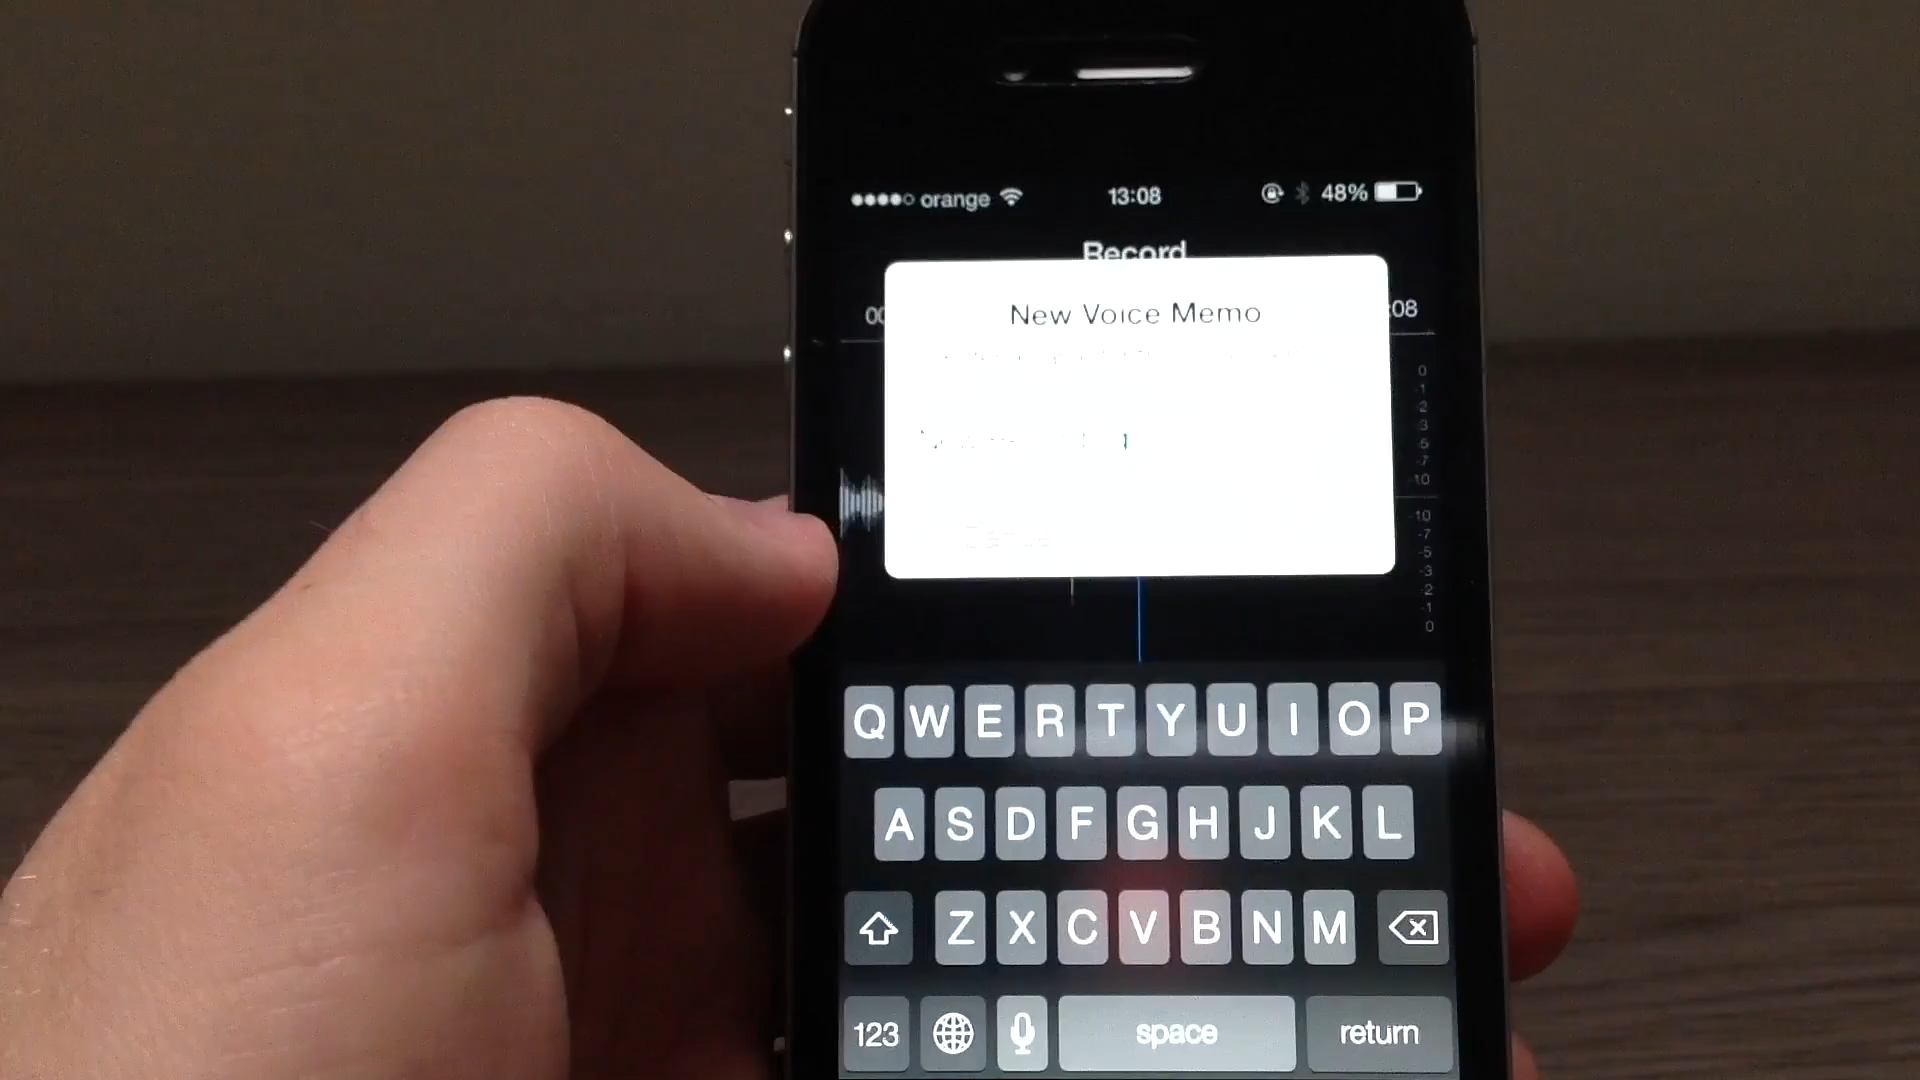 orange 13:08 48%
Record
00 :08
New Voice Memo
0
-1
-2
-3
-5
-7
-10
-10
-7
-5
-3
-2
-1
0
Q W E R T Y U I O P
A S D F G H J K L
Z X C V B N M
123 space return